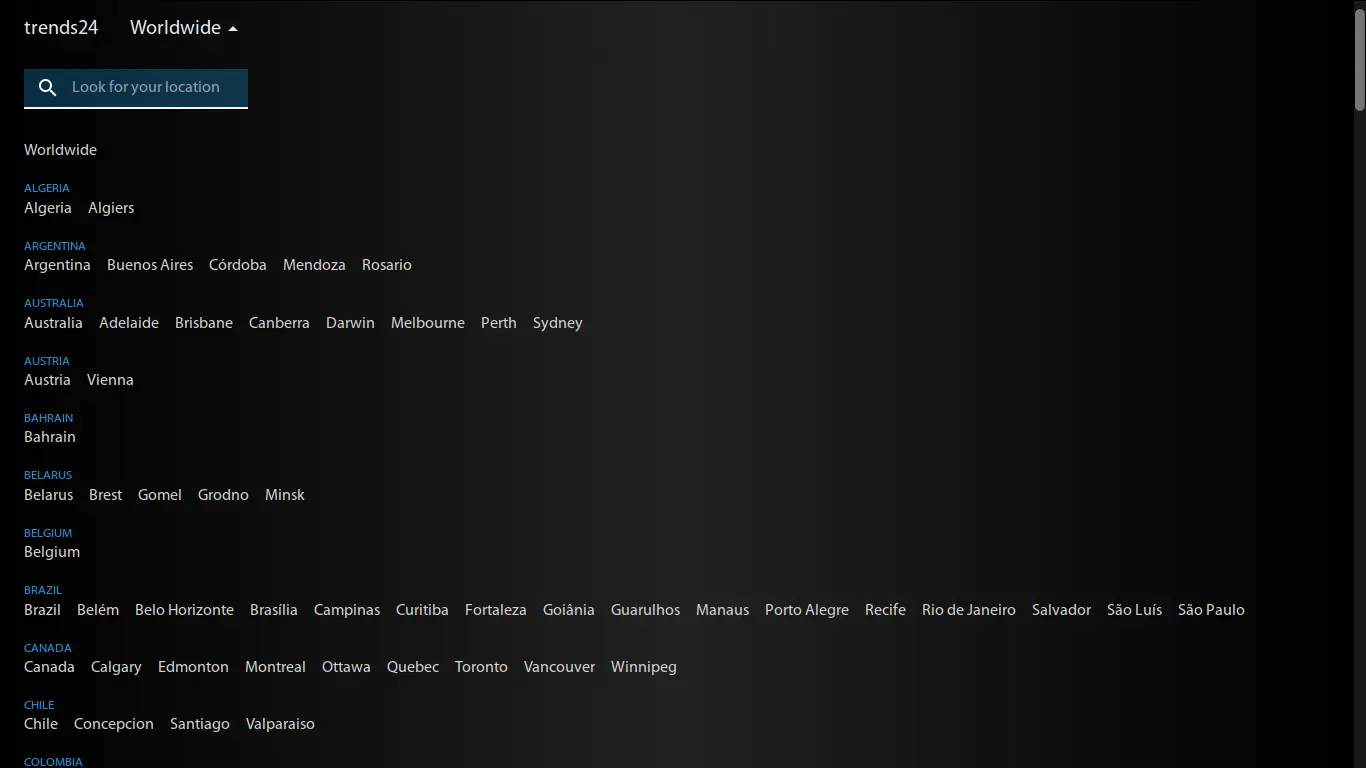 trends24 Worldwide
Look for your location
Worldwide
ALGERIA
Algeria Algiers
ARGENTINA
Argentina Buenos Aires Córdoba Mendoza Rosario
AUSTRALIA
Australia Adelaide Brisbane Canberra Darwin Melbourne Perth Sydney
AUSTRIA
Austria Vienna
BAHRAIN
Bahrain
BELARUS
Belarus Brest Gomel Grodno Minsk
BELGIUM
Belgium
BRAZIL
Brazil Belém Belo Horizonte Brasília Campinas Curitiba Fortaleza Goiânia Guarulhos Manaus Porto Alegre Recife Rio de Janeiro Salvador São Luís São Paulo
CANADA
Canada Calgary Edmonton Montreal Ottawa Quebec Toronto Vancouver Winnipeg
CHILE
Chile Concepcion Santiago Valparaiso
COLOMBIA